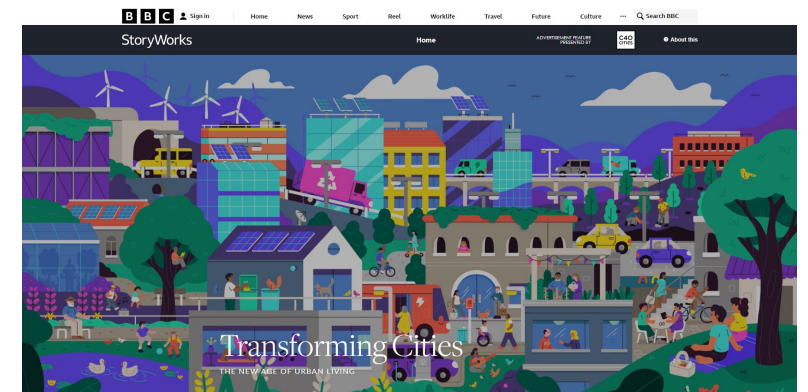 BBC Sign in Home News Sport Reel Worklife Travel Future Culture ... Search BBC
StoryWorks Home ADVERTISEMENT FEATURE PRESENTED BY C40 CITIES About this
Transforming Cities
THE NEW AGE OF URBAN LIVING